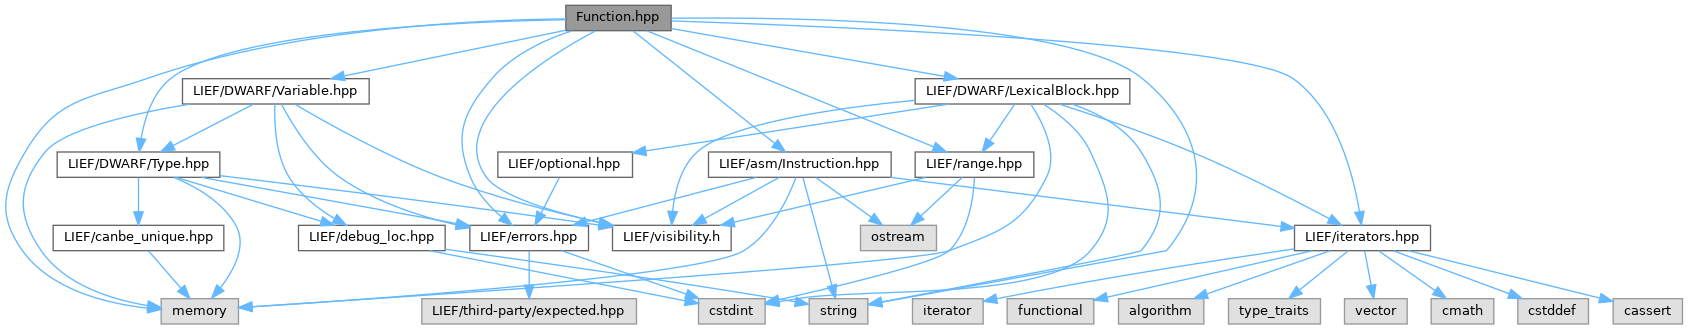 Function.hpp
LIEF/DWARF/Variable.hpp
LIEF/DWARF/LexicalBlock.hpp
LIEF/DWARF/Type.hpp
LIEF/optional.hpp
LIEF/asm/Instruction.hpp
LIEF/range.hpp
LIEF/canbe_unique.hpp
LIEF/debug_loc.hpp
LIEF/errors.hpp
LIEF/visibility.h
ostream
LIEF/iterators.hpp
memory
LIEF/third-party/expected.hpp
cstdint
string
iterator
functional
algorithm
type_traits
vector
cmath
cstddef
cassert